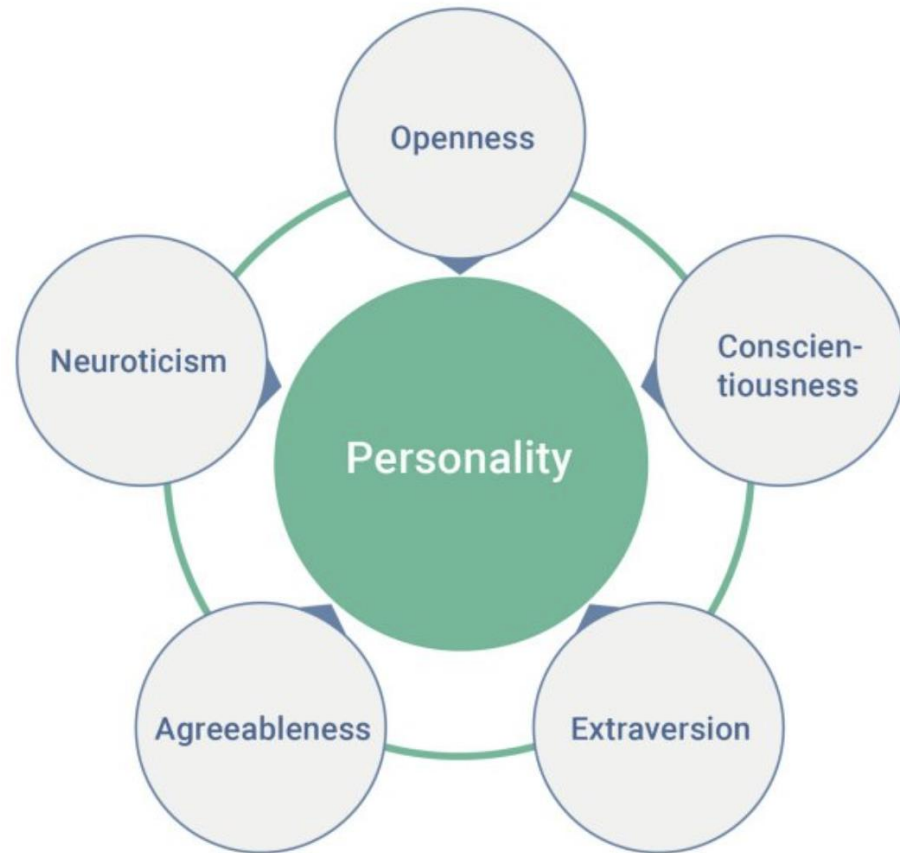 Openness
Conscien-
tiousness
Extraversion
Agreeableness
Neuroticism
Personality